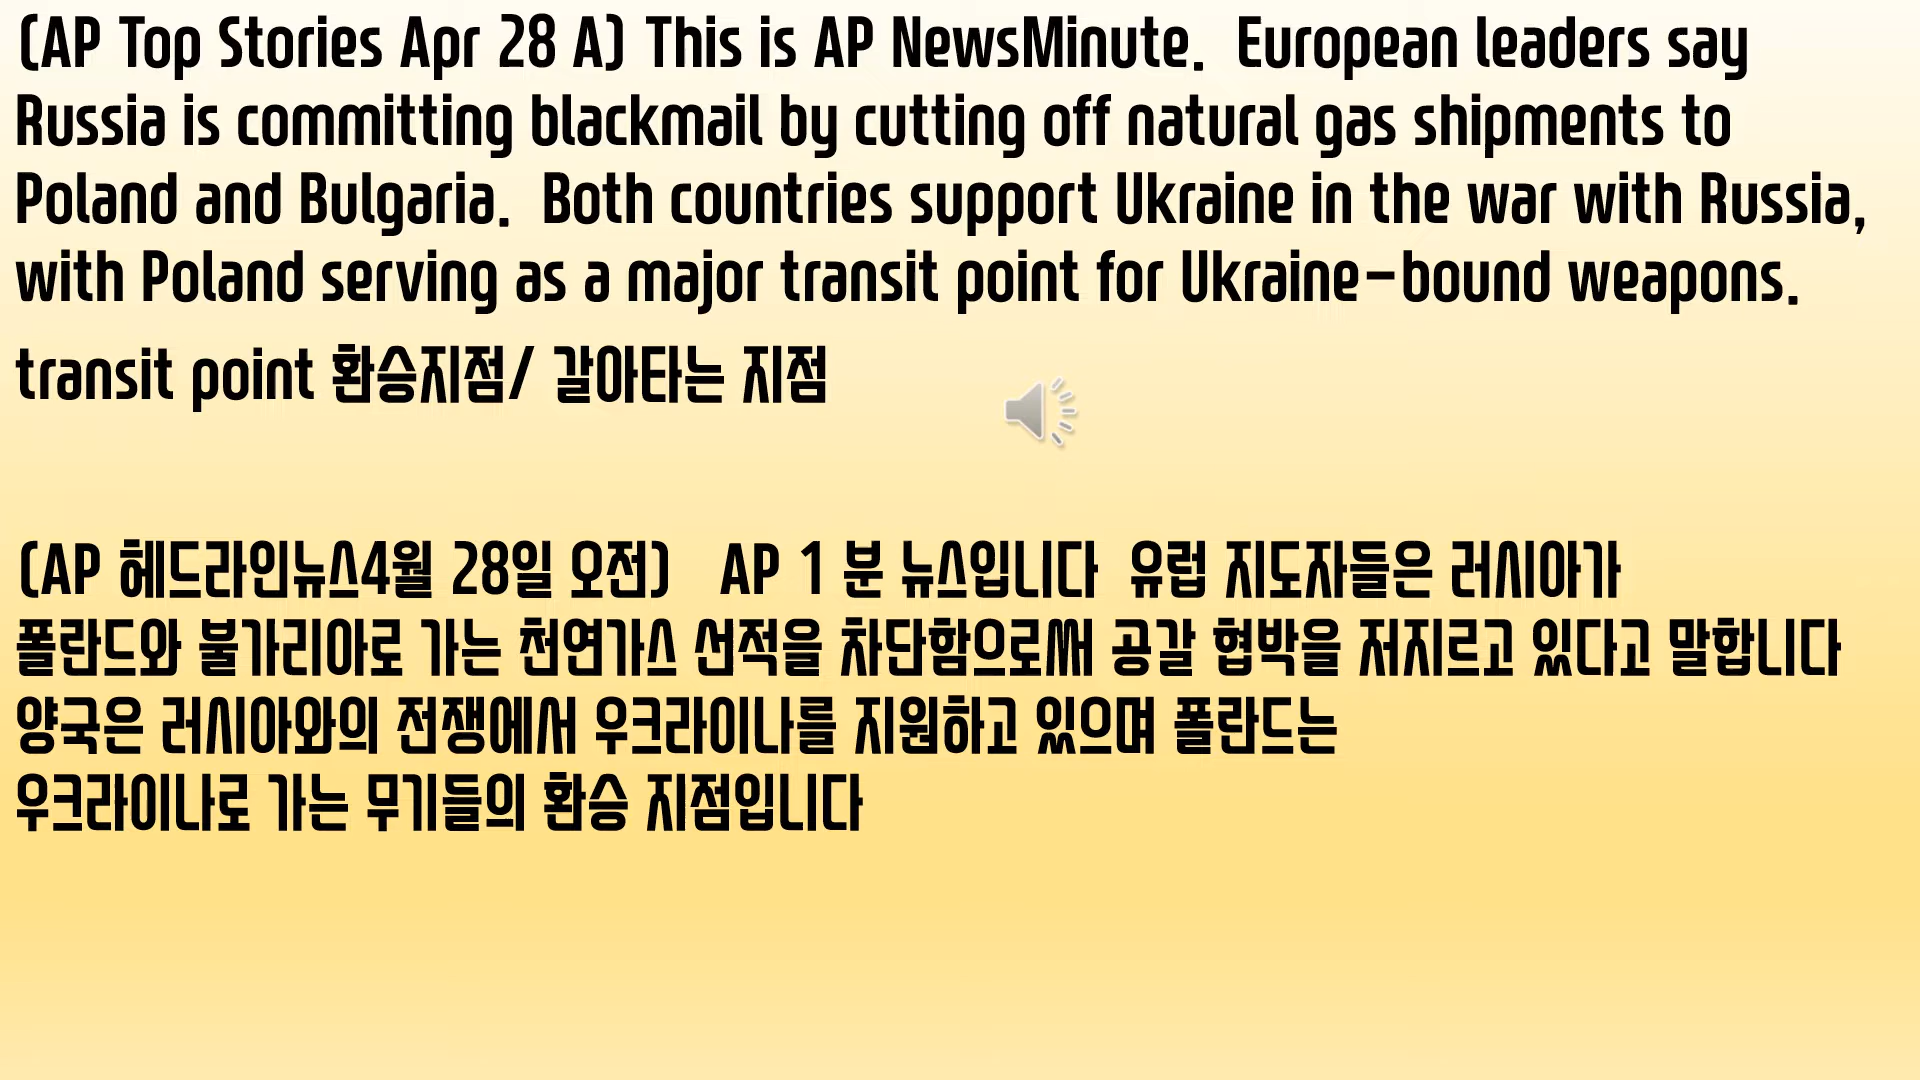 (AP Top Stories Apr 28 A) This is AP NewsMinute.  European leaders say
Russia is committing blackmail by cutting off natural gas shipments to
Poland and Bulgaria.  Both countries support Ukraine in the war with Russia,
with Poland serving as a major transit point for Ukraine-bound weapons.
transit point 환승지점/ 갈아타는 지점
(AP 헤드라인뉴스4월 28일 오전)   AP 1 분 뉴스입니다  유럽 지도자들은 러시아가
폴란드와 불가리아로 가는 천연가스 선적을 차단함으로써 공갈 협박을 저지르고 있다고 말합니다
양국은 러시아와의 전쟁에서 우크라이나를 지원하고 있으며 폴란드는
우크라이나로 가는 무기들의 환승 지점입니다